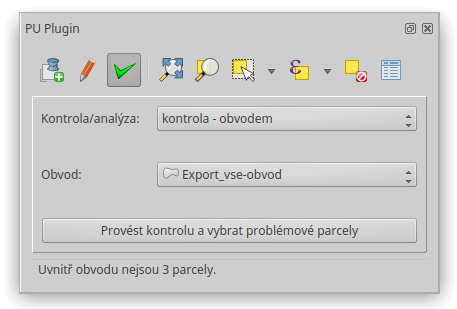 PU Plugin
Kontrola/analýza: kontrola - obvodem
Obvod: Export_vse-obvod
Provést kontrolu a vybrat problémové parcely
Uvnitř obvodu nejsou 3 parcely.